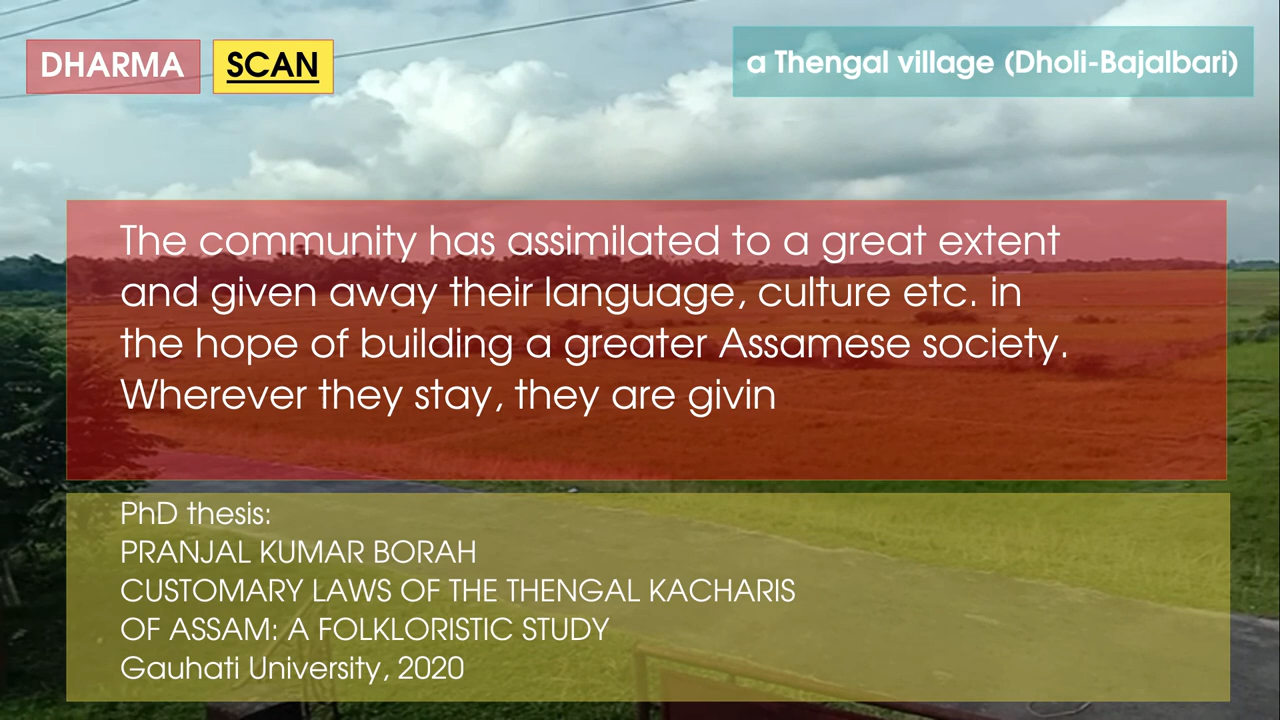 DHARMA SCAN
a Thengal village (Dholi-Bajalbari)
The community has assimilated to a great extent
and given away their language, culture etc. in
the hope of building a greater Assamese society.
Wherever they stay, they are givin
PhD thesis:
PRANJAL KUMAR BORAH
CUSTOMARY LAWS OF THE THENGAL KACHARIS
OF ASSAM: A FOLKLORISTIC STUDY
Gauhati University, 2020